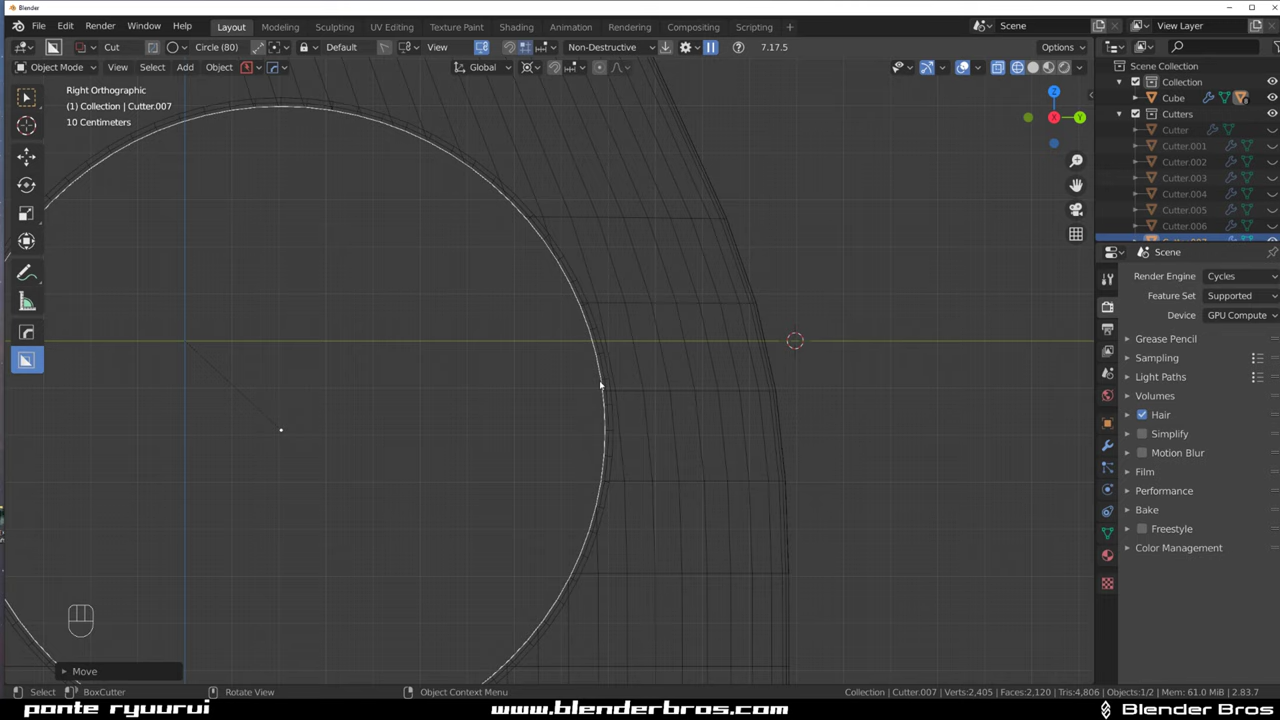 Blender
File Edit Render Window Help Layout Modeling Sculpting UV Editing Texture Paint Shading Animation Rendering Compositing Scripting + Scene View Layer
Cut Circle (80) Default View Non-Destructive 7.17.5 Options
Object Mode View Select Add Object Global
Scene Collection
Collection
Cube
Cutters
Cutter
Cutter.001
Cutter.002
Cutter.003
Cutter.004
Cutter.005
Cutter.006
Right Orthographic
(1) Collection | Cutter.007
10 Centimeters
Z
X
Y
Scene
Render Engine Cycles
Feature Set Supported
Device GPU Compute
Grease Pencil
Sampling
Light Paths
Volumes
Hair
Simplify
Motion Blur
Film
Performance
Bake
Freestyle
Color Management
Move
Select BoxCutter Rotate View Object Context Menu Collection | Cutter.007 | Verts:2,405 | Faces:2,120 | Tris:4,806 | Objects:1/2 | Mem: 61.0 MiB | 2.83.7
ponte ryuurui www.blenderbros.com Blender Bros